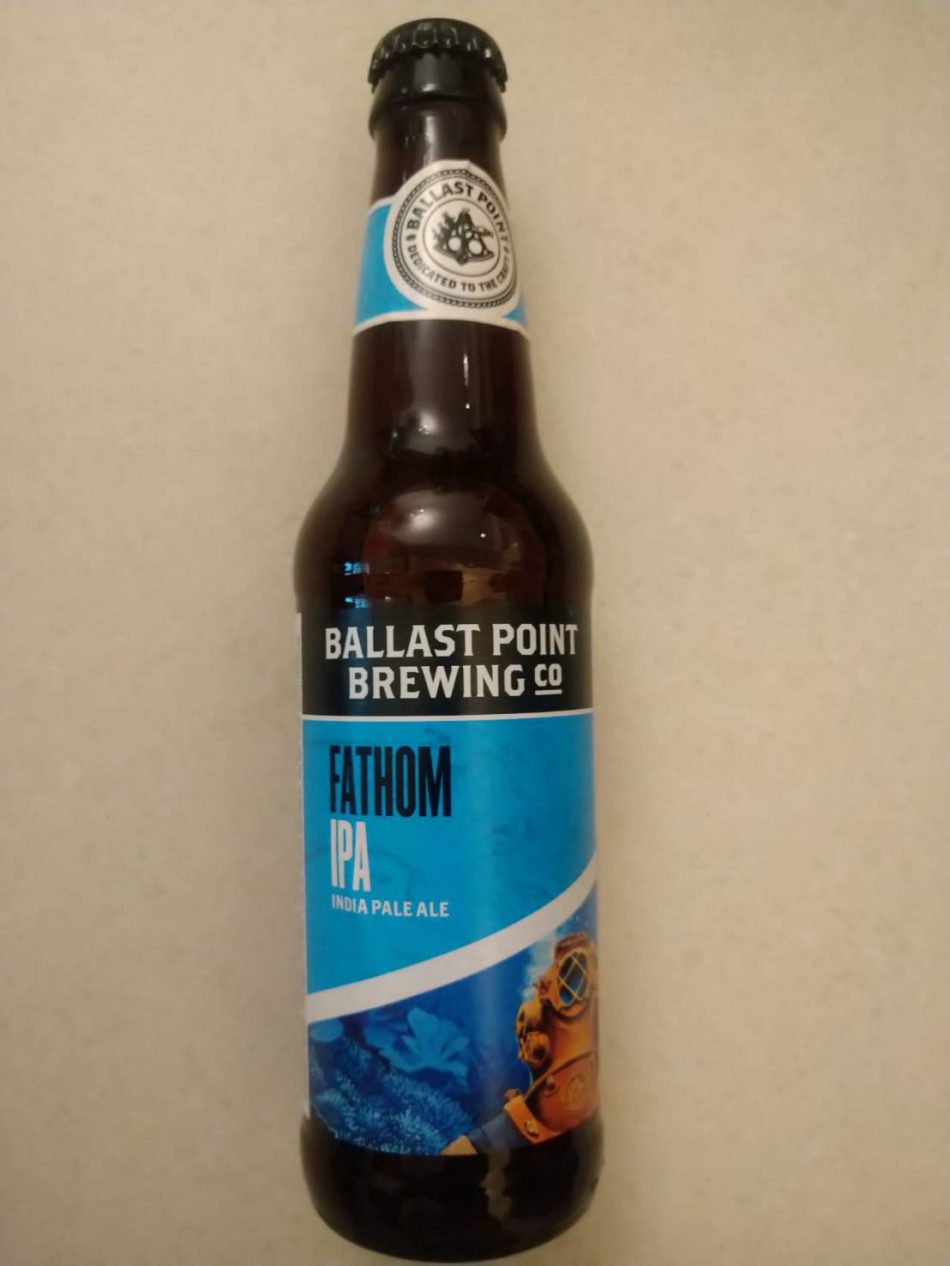 BALLAST POINT
DEDICATED TO THE CRAFT
BALLAST POINT
BREWING CO
FATHOM
IPA
INDIA PALE ALE